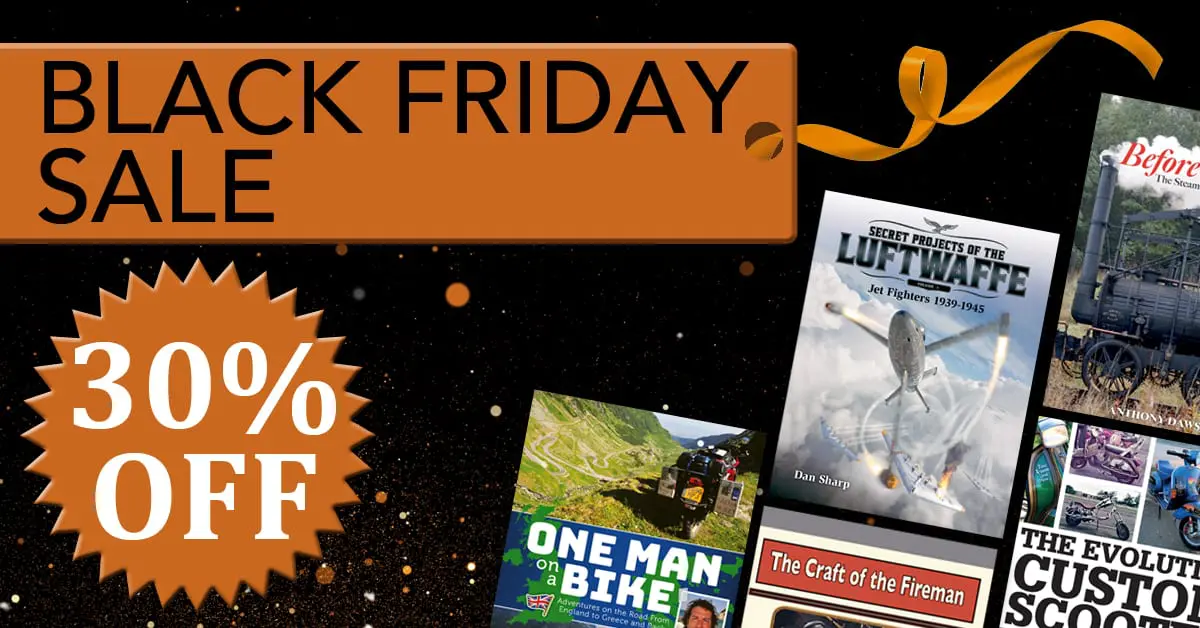 BLACK FRIDAY
SALE
30%
OFF
SECRET PROJECTS OF THE
LUFTWAFFE
Jet Fighters 1939-1945
Dan Sharp
Before
The Steam
ANTHONY DAWS
ONE MAN
on
a BIKE
Adventures on the Road From
England to Greece and
The Craft of the Fireman
THE EVOLUTI
CUSTO
SCOOT